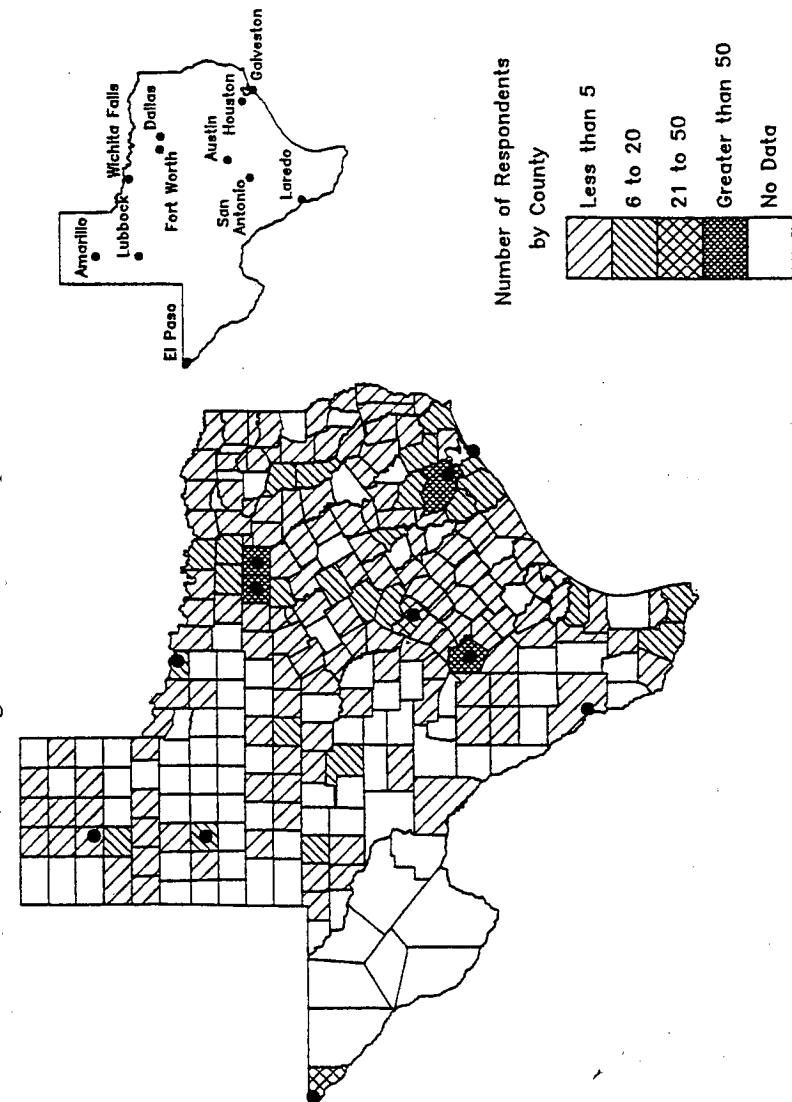 Amarillo
Lubbock
Wichita Falls
Dallas
Fort Worth
El Paso
Austin
Houston
Galveston
San
Antonio
Laredo
Number of Respondents
by County
Less than 5
6 to 20
21 to 50
Greater than 50
No Data